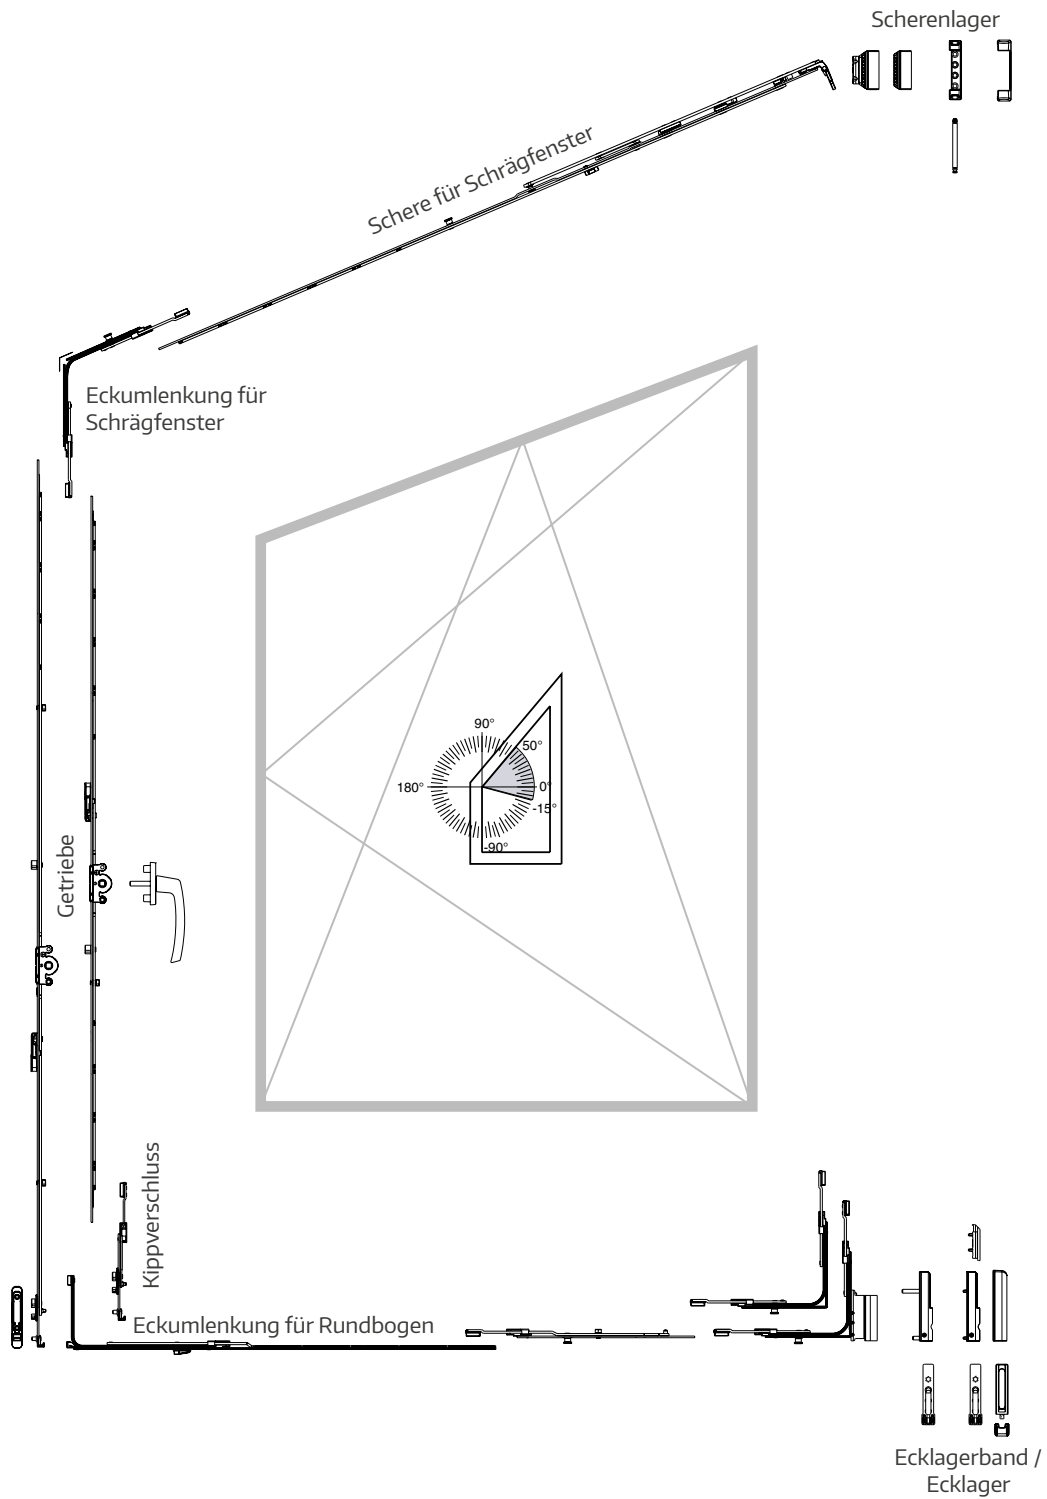 Scherenlager
Schere für Schrägfenster
Eckumlenkung für
Schrägfenster
90°
50°
180°
0°
-15°
-90°
Getriebe
Kippverschluss
Eckumlenkung für Rundbogen
Ecklagerband /
Ecklager